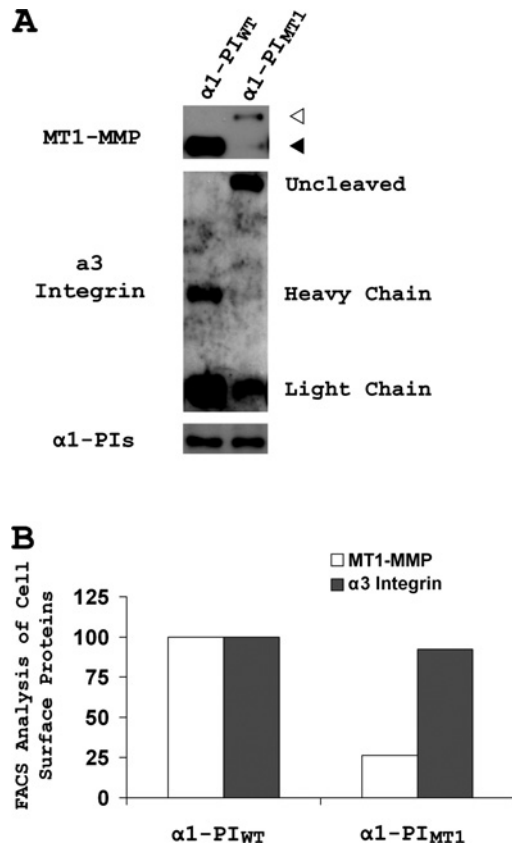 A
α1-PIWT
α1-PIMT1
MT1-MMP
Uncleaved
a3
Integrin
Heavy Chain
Light Chain
α1-PIs
B
MT1-MMP
α3 Integrin
FACS Analysis of Cell
Surface Proteins
125
100
75
50
25
0
α1-PIWT
α1-PIMT1